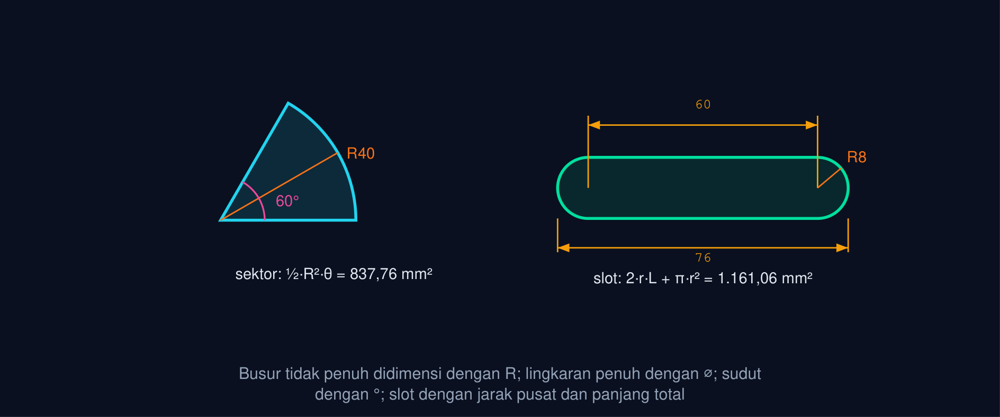 60
R40
R8
60°
76
sektor: ½·R²·θ = 837,76 mm²
slot: 2·r·L + π·r² = 1.161,06 mm²
Busur tidak penuh didimensi dengan R; lingkaran penuh dengan ⌀; sudut
dengan °; slot dengan jarak pusat dan panjang total